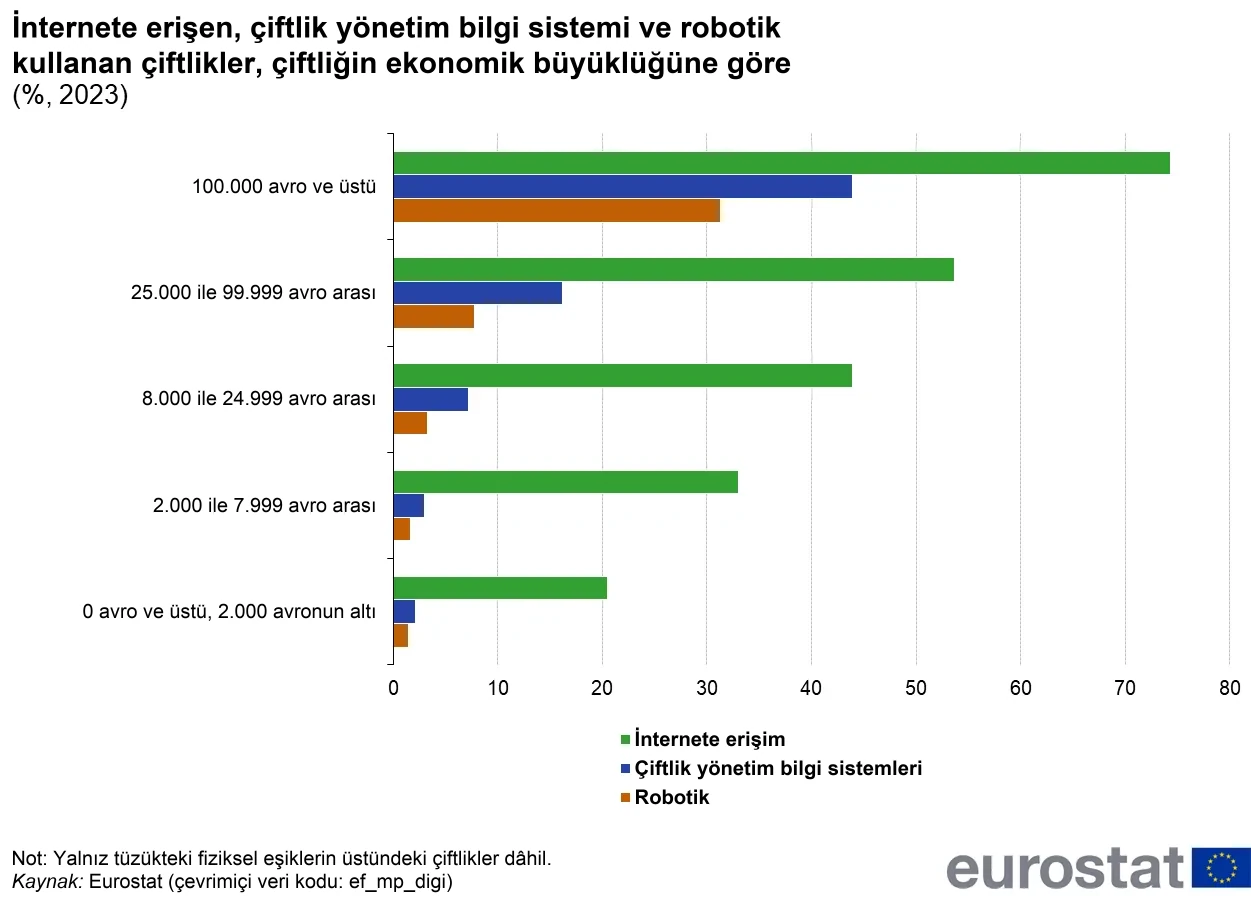 İnternete erişen, çiftlik yönetim bilgi sistemi ve robotik
kullanan çiftlikler, çiftliğin ekonomik büyüklüğüne göre
(%, 2023)
100.000 avro ve üstü
25.000 ile 99.999 avro arası
8.000 ile 24.999 avro arası
2.000 ile 7.999 avro arası
0 avro ve üstü, 2.000 avronun altı
0 10 20 30 40 50 60 70 80
İnternete erişim
Çiftlik yönetim bilgi sistemleri
Robotik
Not: Yalnız tüzükteki fiziksel eşiklerin üstündeki çiftlikler dâhil.
Kaynak: Eurostat (çevrimiçi veri kodu: ef_mp_digi)
eurostat